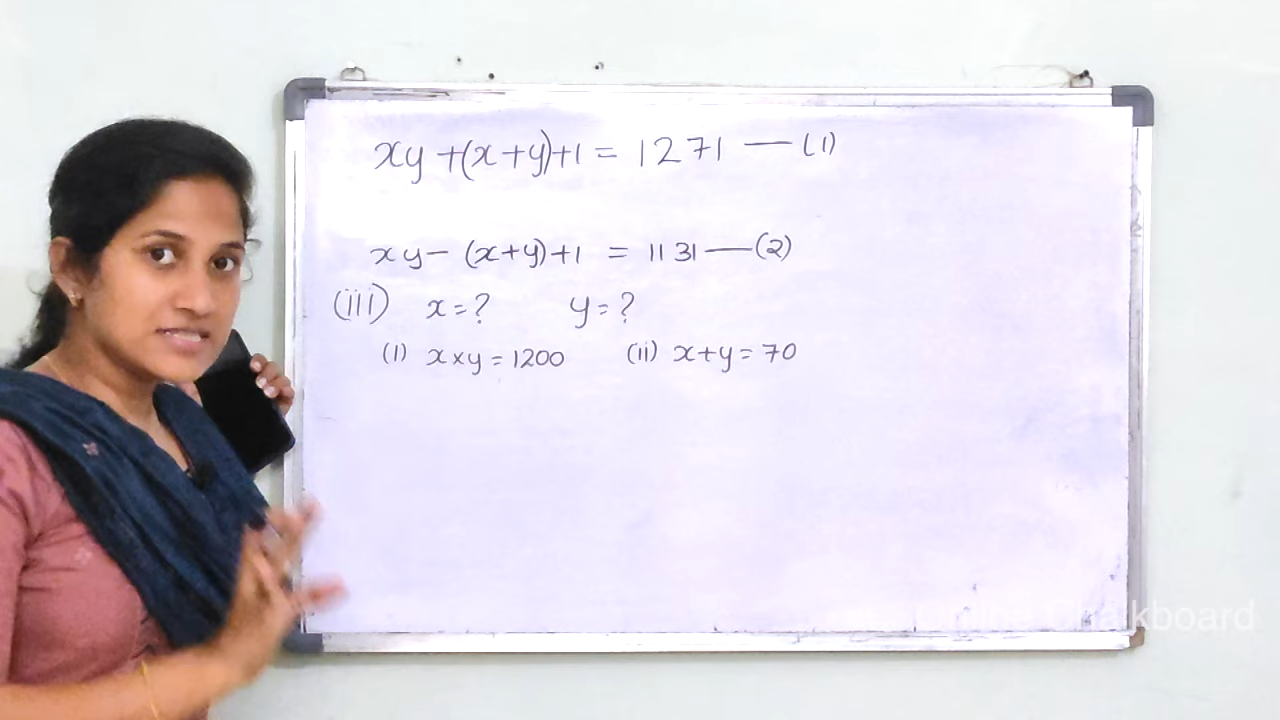 xy + (x + y) + 1 = 1271 — (1)
xy − (x + y) + 1 = 1131 — (2)
(iii) x = ? y = ?
(i) x × y = 1200 (ii) x + y = 70